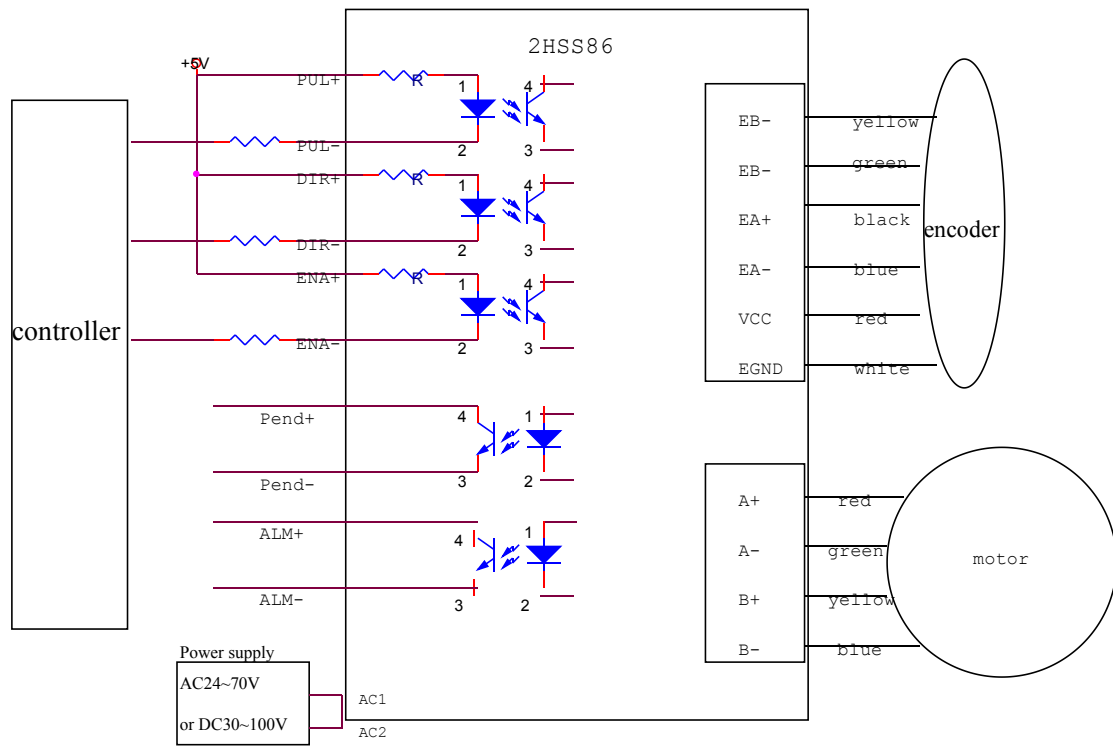 2HSS86
+5V
PUL+
R
1
4
PUL-
2
3
DIR+
R
1
4
DIR-
2
3
ENA+
R
1
4
ENA-
2
3
controller
Pend+
4
1
Pend-
3
2
ALM+
4
1
ALM-
3
2
Power supply
AC24~70V
or DC30~100V
AC1
AC2
EB- yellow
EB- green
EA+ black
EA- blue
VCC red
EGND white
encoder
A+ red
A- green
B+ yellow
B- blue
motor